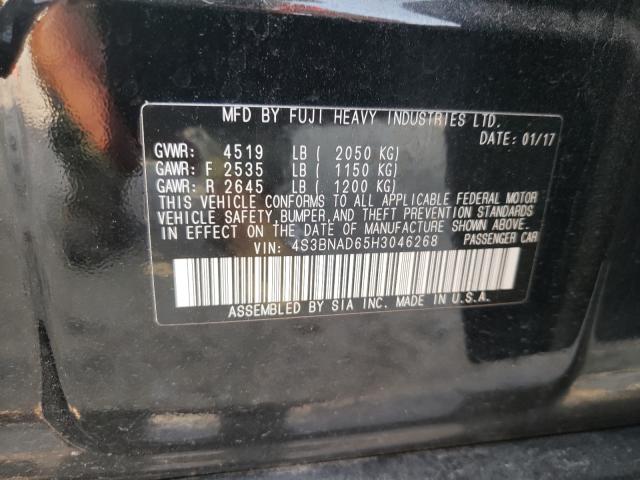 MFD BY FUJI HEAVY INDUSTRIES LTD.
DATE: 01/17
GVWR: 4519 LB ( 2050 KG)
GAWR: F 2535 LB ( 1150 KG)
GAWR: R 2645 LB ( 1200 KG)
THIS VEHICLE CONFORMS TO ALL APPLICABLE FEDERAL MOTOR
VEHICLE SAFETY, BUMPER, AND THEFT PREVENTION STANDARDS
IN EFFECT ON THE DATE OF MANUFACTURE SHOWN ABOVE.
VIN: 4S3BNAD65H3046268 PASSENGER CAR
ASSEMBLED BY SIA INC. MADE IN U.S.A.